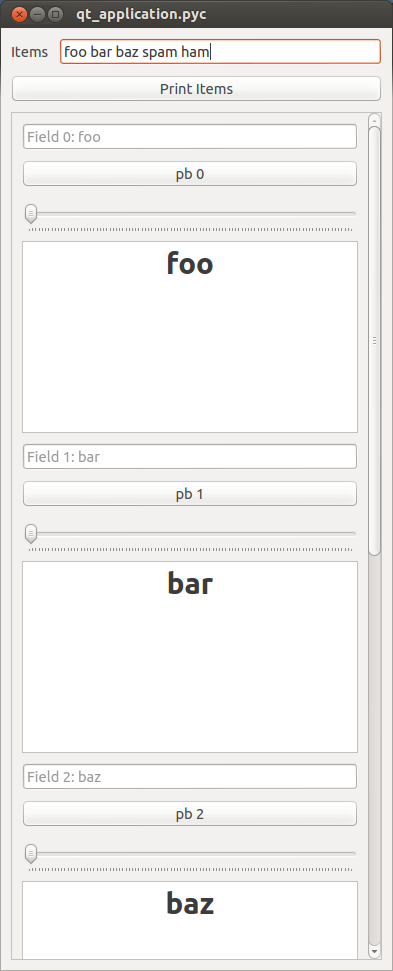 qt_application.pyc
Items foo bar baz spam ham
Print Items
Field 0: foo
pb 0
foo
Field 1: bar
pb 1
bar
Field 2: baz
pb 2
baz